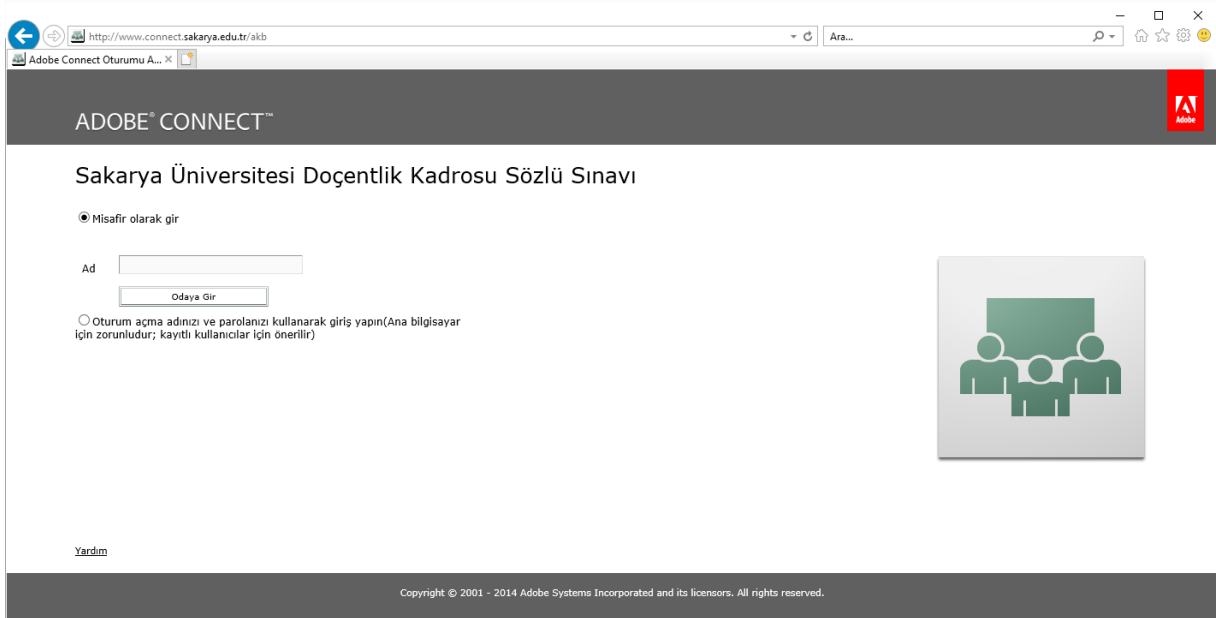 http://www.connect.sakarya.edu.tr/akb
Ara...
Adobe Connect Oturumu A...
ADOBE® CONNECT™
Adobe
Sakarya Üniversitesi Doçentlik Kadrosu Sözlü Sınavı
Misafir olarak gir
Ad
Odaya Gir
Oturum açma adınızı ve parolanızı kullanarak giriş yapın(Ana bilgisayar
için zorunludur; kayıtlı kullanıcılar için önerilir)
Yardım
Copyright © 2001 - 2014 Adobe Systems Incorporated and its licensors. All rights reserved.